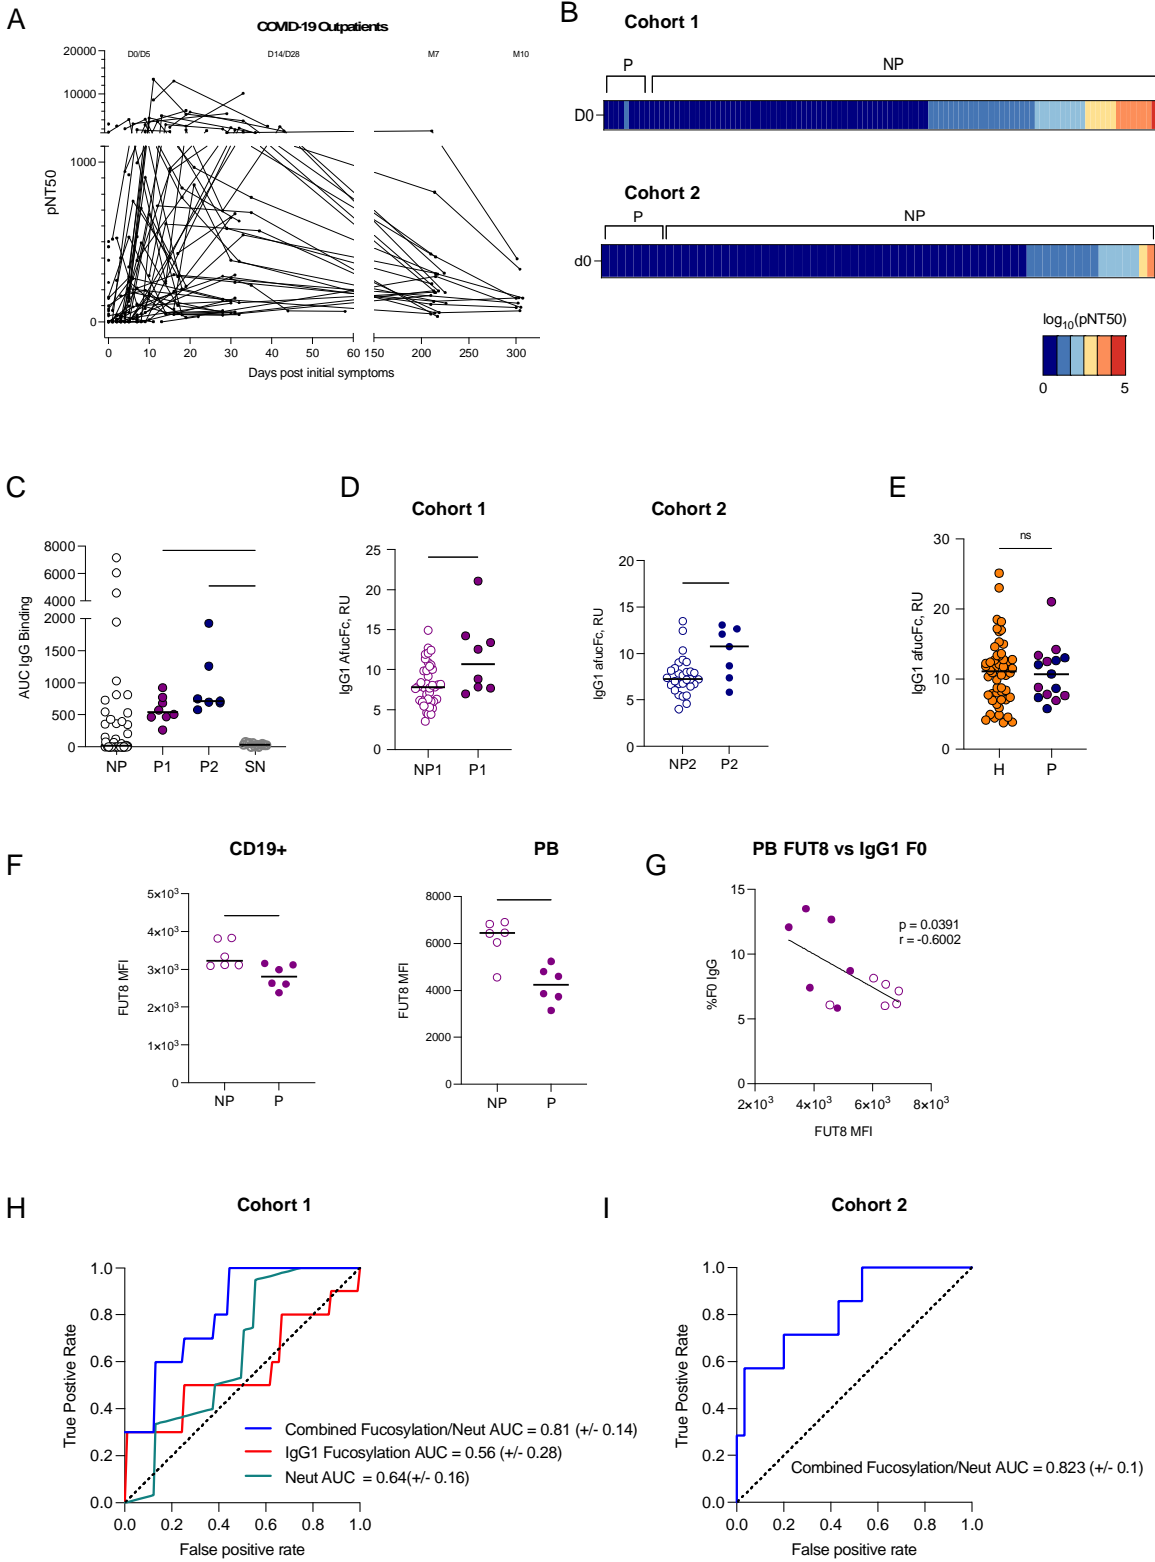 A
COVID-19 Outpatients
D0/D5
D14/D28
M7
M10
20000
10000
1000
0
pNT50
0
10
20
30
40
50
60
150
200
250
300
Days post initial symptoms
B
Cohort 1
P
NP
D0
Cohort 2
P
NP
d0
log10(pNT50)
0
5
C
8000
6000
4000
2000
1500
1000
500
0
AUC IgG Binding
NP
P1
P2
SN
D
Cohort 1
25
20
15
10
5
0
IgG1 AfucFc, RU
NP1
P1
Cohort 2
20
15
10
5
0
IgG1 afucFc, RU
NP2
P2
E
ns
30
20
10
0
IgG1 afucFc, RU
H
P
F
CD19+
5×10³
4×10³
3×10³
2×10³
1×10³
0
FUT8 MFI
NP
P
PB
8000
6000
4000
2000
0
FUT8 MFI
NP
P
G
PB FUT8 vs IgG1 F0
15
10
5
0
%F0 IgG
p = 0.0391
r = -0.6002
2×10³
4×10³
6×10³
8×10³
FUT8 MFI
H
Cohort 1
1.0
0.8
0.6
0.4
0.2
0.0
True Postive Rate
Combined Fucosylation/Neut AUC = 0.81 (+/- 0.14)
IgG1 Fucosylation AUC = 0.56 (+/- 0.28)
Neut AUC = 0.64(+/- 0.16)
0.0
0.2
0.4
0.6
0.8
1.0
False positive rate
I
Cohort 2
1.0
0.8
0.6
0.4
0.2
0.0
True Postive Rate
Combined Fucosylation/Neut AUC = 0.823 (+/- 0.1)
0.0
0.2
0.4
0.6
0.8
1.0
False positive rate